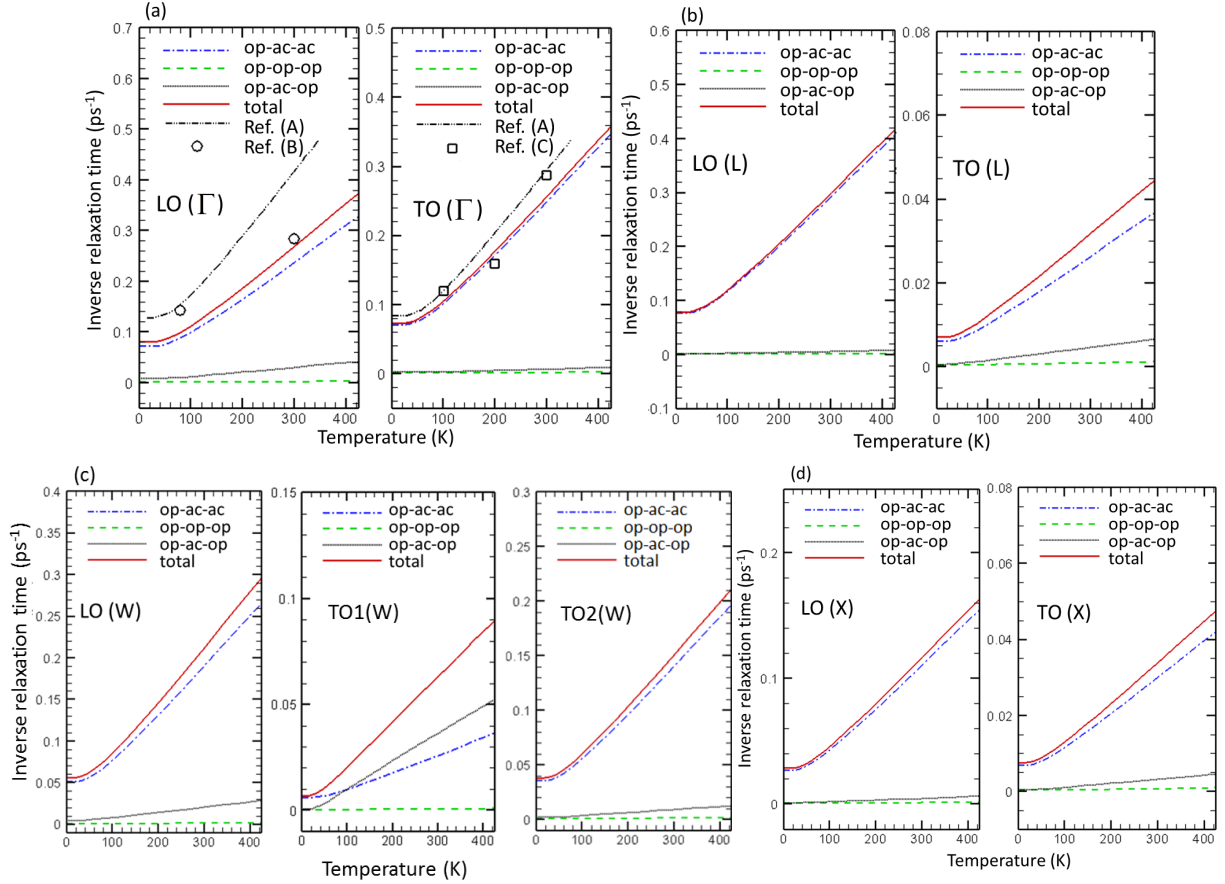 (a)
Inverse relaxation time (ps-1)
0.7
0.6
0.5
0.4
0.3
0.2
0.1
0
op-ac-ac
op-op-op
op-ac-op
total
Ref. (A)
Ref. (B)
LO (Γ)
0 100 200 300 400
0.5
0.4
0.3
0.2
0.1
0
op-ac-ac
op-op-op
op-ac-op
total
Ref. (A)
Ref. (C)
TO (Γ)
0 100 200 300 400
Temperature (K)
(b)
Inverse relaxation time (ps-1)
0.6
0.5
0.4
0.3
0.2
0.1
0
-0.1
op-ac-ac
op-op-op
op-ac-op
total
LO (L)
0 100 200 300 400
0.08
0.06
0.04
0.02
0.00
op-ac-ac
op-op-op
op-ac-op
total
TO (L)
0 100 200 300 400
Temperature (K)
(c)
Inverse relaxation time (ps-1)
0.4
0.35
0.3
0.25
0.2
0.15
0.1
0.05
0
op-ac-ac
op-op-op
op-ac-op
total
LO (W)
0 100 200 300 400
0.15
0.1
0.05
0
op-ac-ac
op-op-op
op-ac-op
total
TO1(W)
0 100 200 300 400
0.3
0.25
0.2
0.15
0.1
0.05
0
op-ac-ac
op-op-op
op-ac-op
total
TO2(W)
0 100 200 300 400
Temperature (K)
(d)
Inverse relaxation time (ps-1)
0.2
0.1
0
op-ac-ac
op-op-op
op-ac-op
total
LO (X)
0 100 200 300 400
0.08
0.06
0.04
0.02
0.00
op-ac-ac
op-op-op
op-ac-op
total
TO (X)
0 100 200 300 400
Temperature (K)